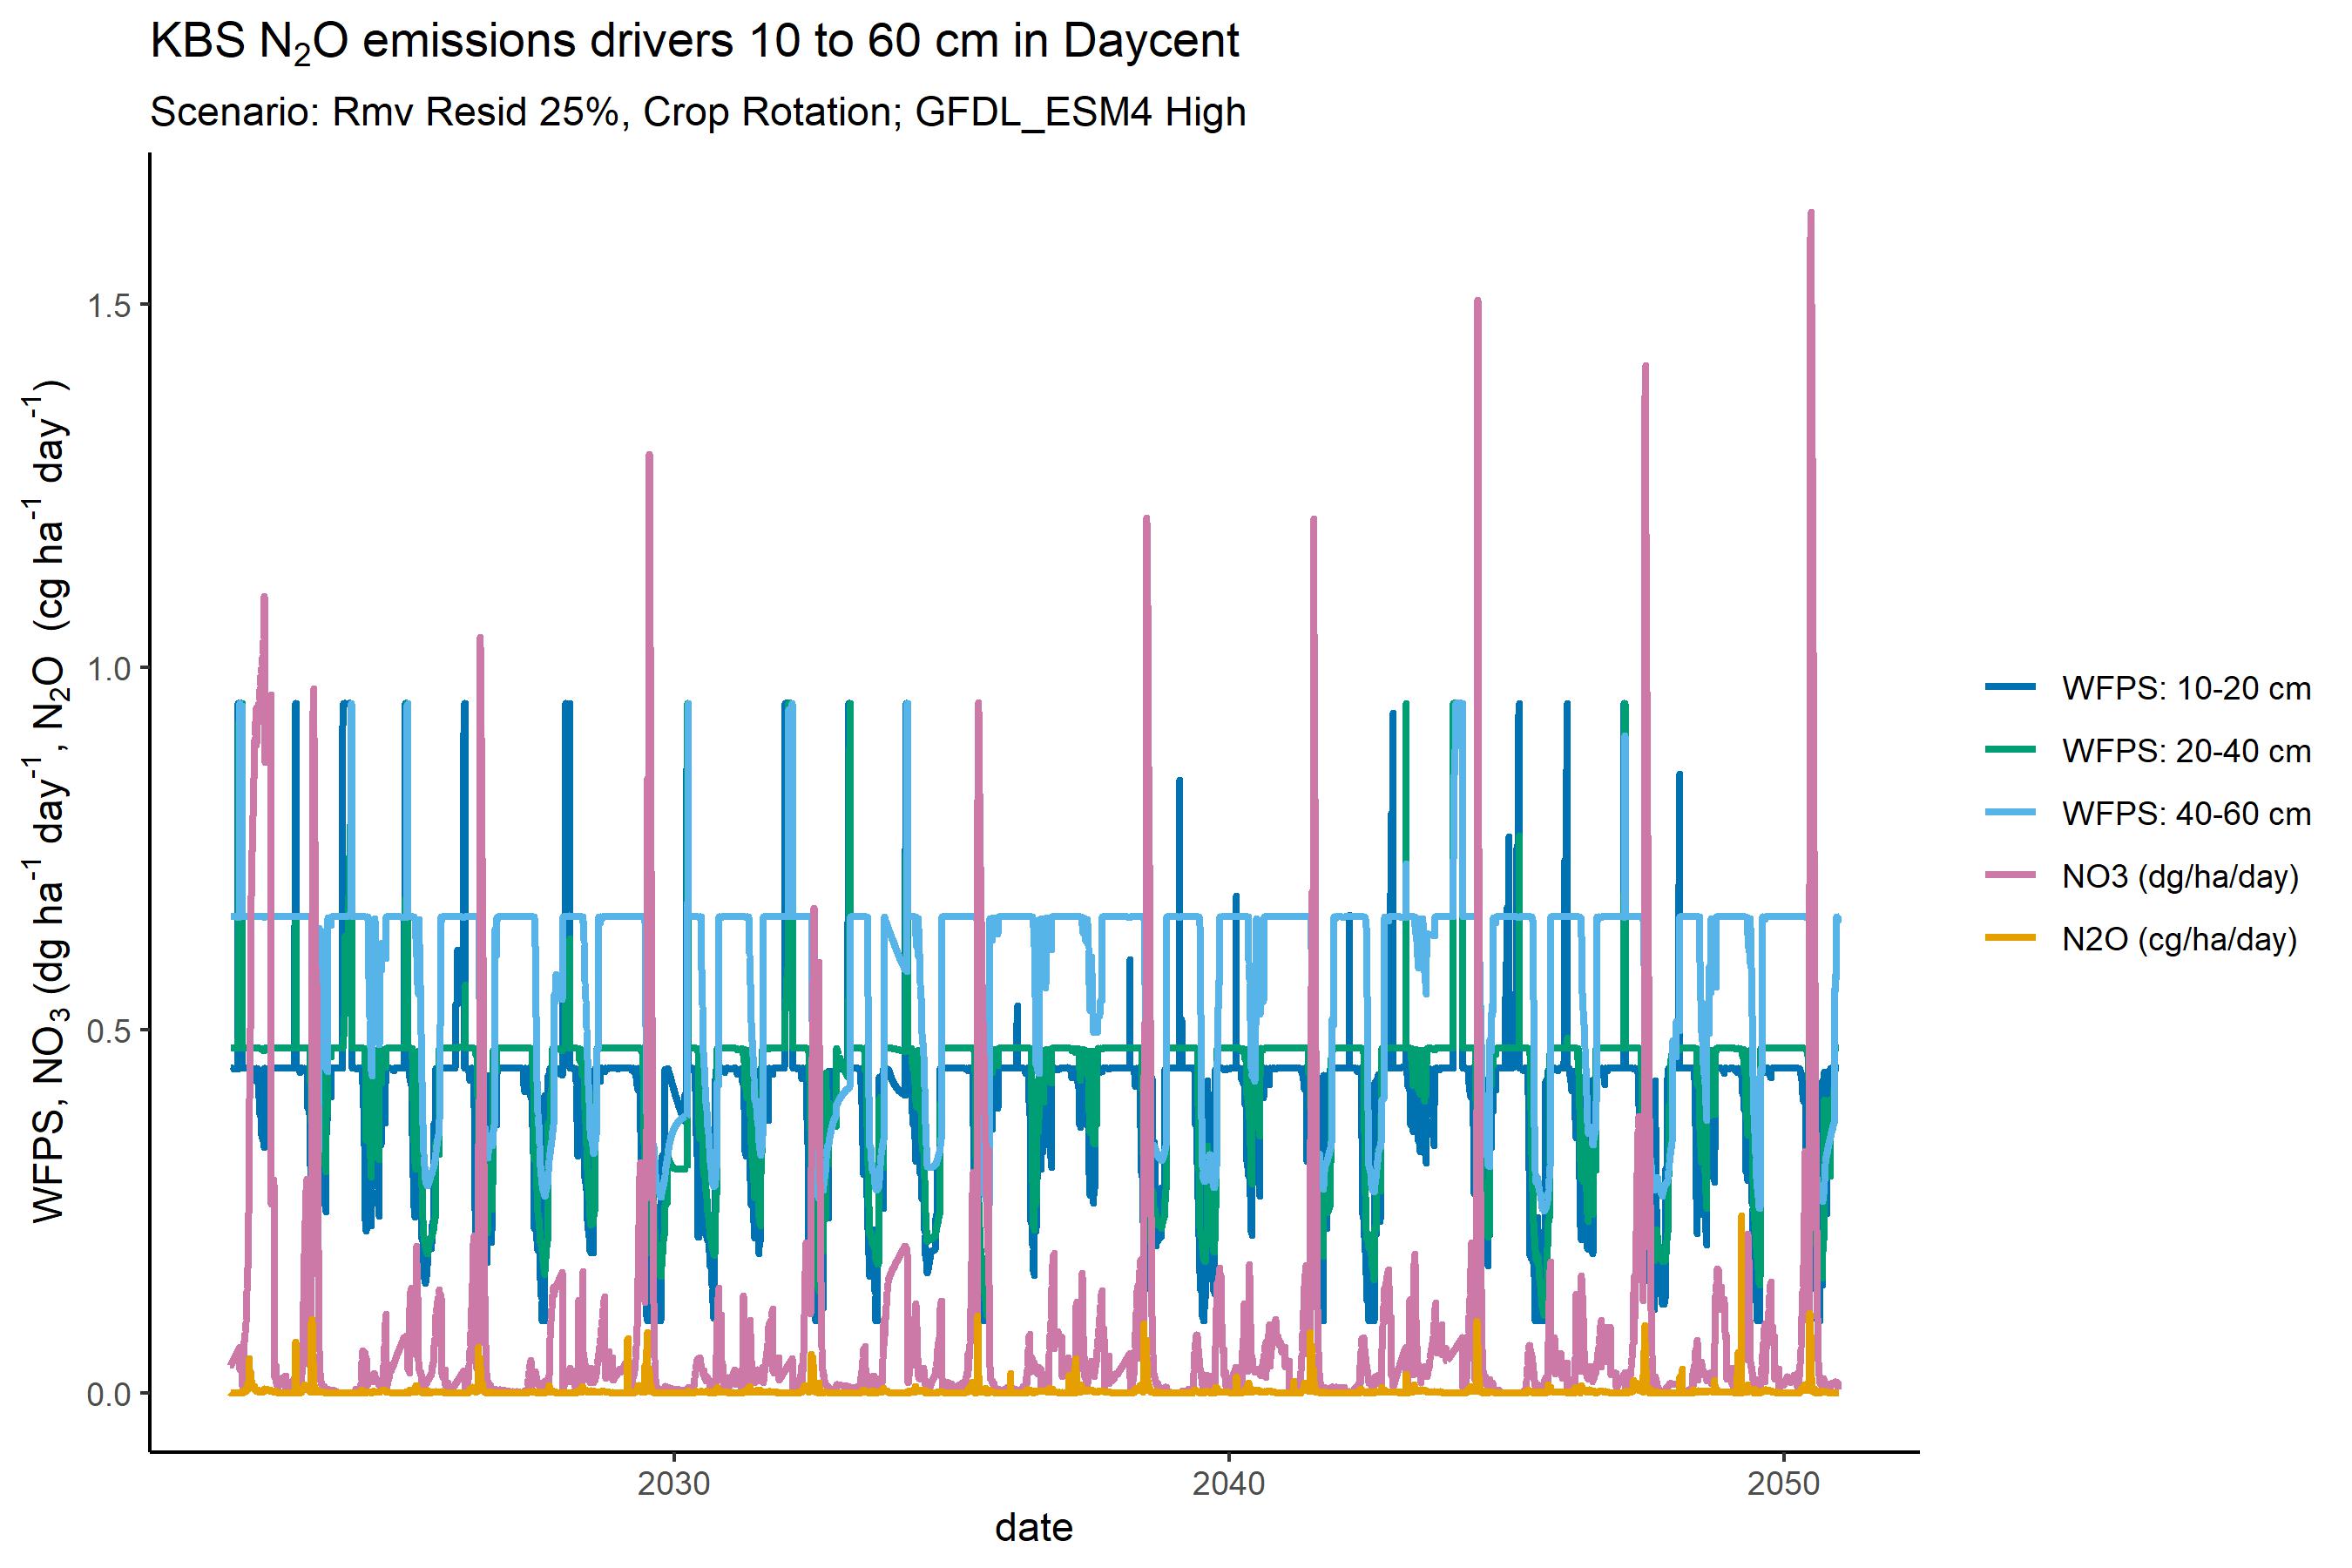 KBS N₂O emissions drivers 10 to 60 cm in Daycent
Scenario: Rmv Resid 25%, Crop Rotation; GFDL_ESM4 High
WFPS, NO₃ (dg ha⁻¹ day⁻¹, N₂O (cg ha⁻¹ day⁻¹)
1.5
1.0
0.5
0.0
2030
2040
2050
date
WFPS: 10-20 cm
WFPS: 20-40 cm
WFPS: 40-60 cm
NO3 (dg/ha/day)
N2O (cg/ha/day)